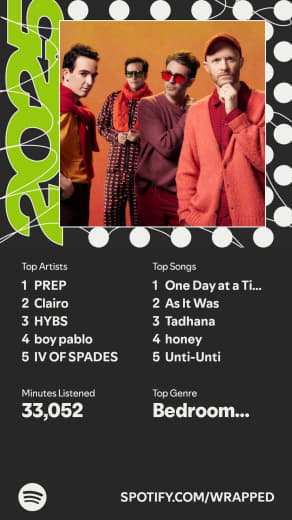 2025
Top Artists
1 PREP
2 Clairo
3 HYBS
4 boy pablo
5 IV OF SPADES
Top Songs
1 One Day at a Ti...
2 As It Was
3 Tadhana
4 honey
5 Unti-Unti
Minutes Listened
33,052
Top Genre
Bedroom...
SPOTIFY.COM/WRAPPED